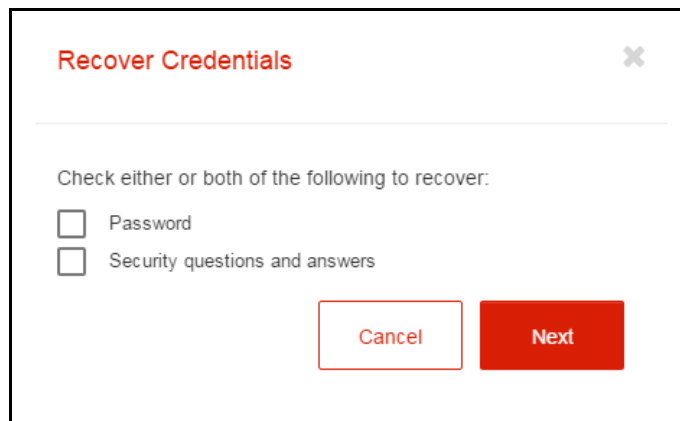 Recover Credentials
Check either or both of the following to recover:
Password
Security questions and answers
Cancel Next